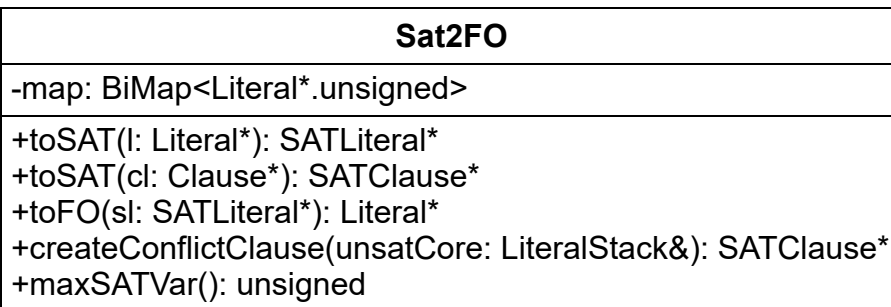 Sat2FO
-map: BiMap<Literal*.unsigned>
+toSAT(l: Literal*): SATLiteral*
+toSAT(cl: Clause*): SATClause*
+toFO(sl: SATLiteral*): Literal*
+createConflictClause(unsatCore: LiteralStack&): SATClause*
+maxSATVar(): unsigned